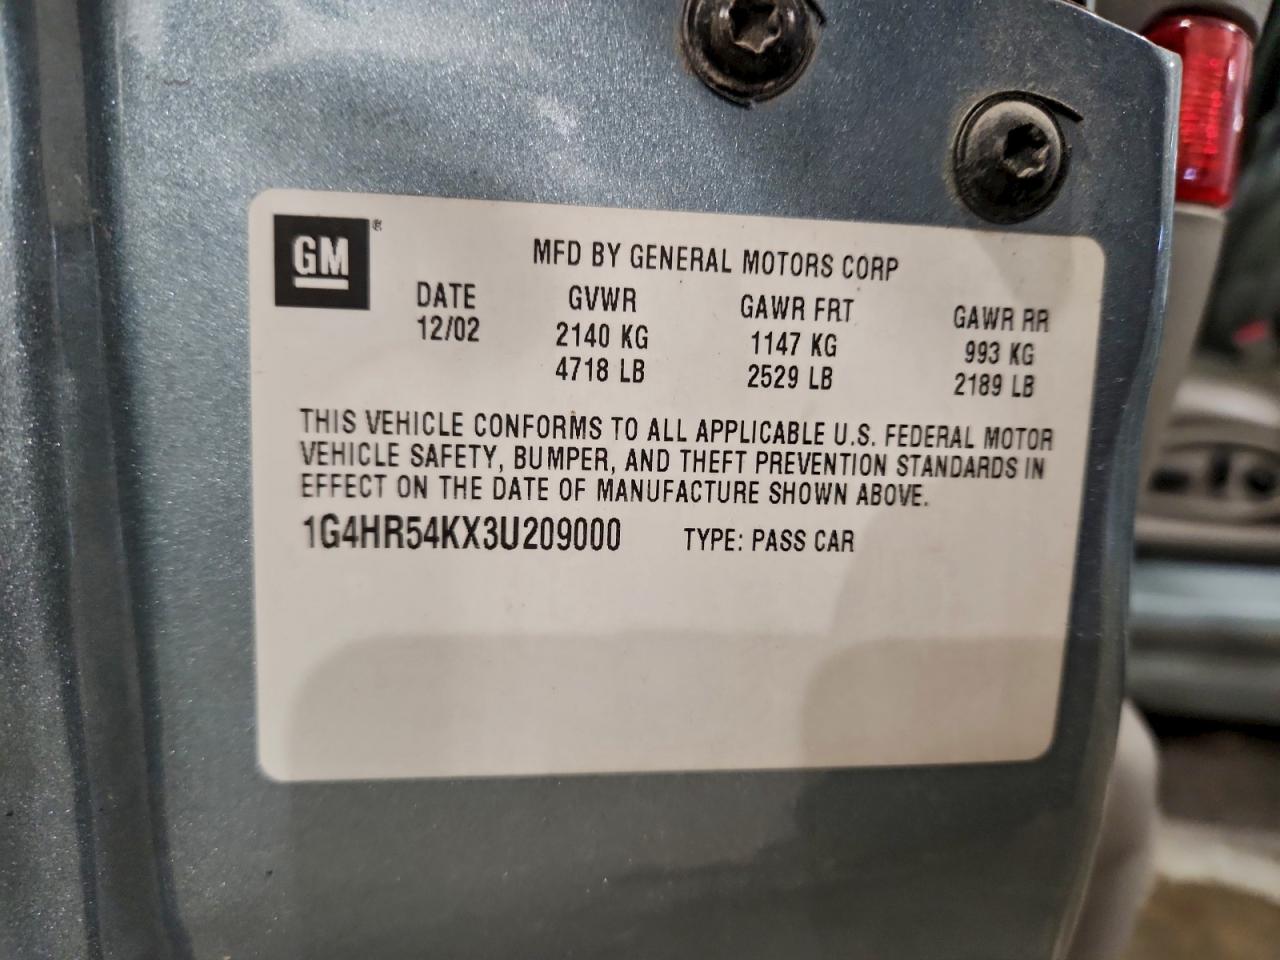 GM®
MFD BY GENERAL MOTORS CORP
DATE GVWR GAWR FRT GAWR RR
12/02 2140 KG 1147 KG 993 KG
4718 LB 2529 LB 2189 LB
THIS VEHICLE CONFORMS TO ALL APPLICABLE U.S. FEDERAL MOTOR
VEHICLE SAFETY, BUMPER, AND THEFT PREVENTION STANDARDS IN
EFFECT ON THE DATE OF MANUFACTURE SHOWN ABOVE.
1G4HR54KX3U209000 TYPE: PASS CAR